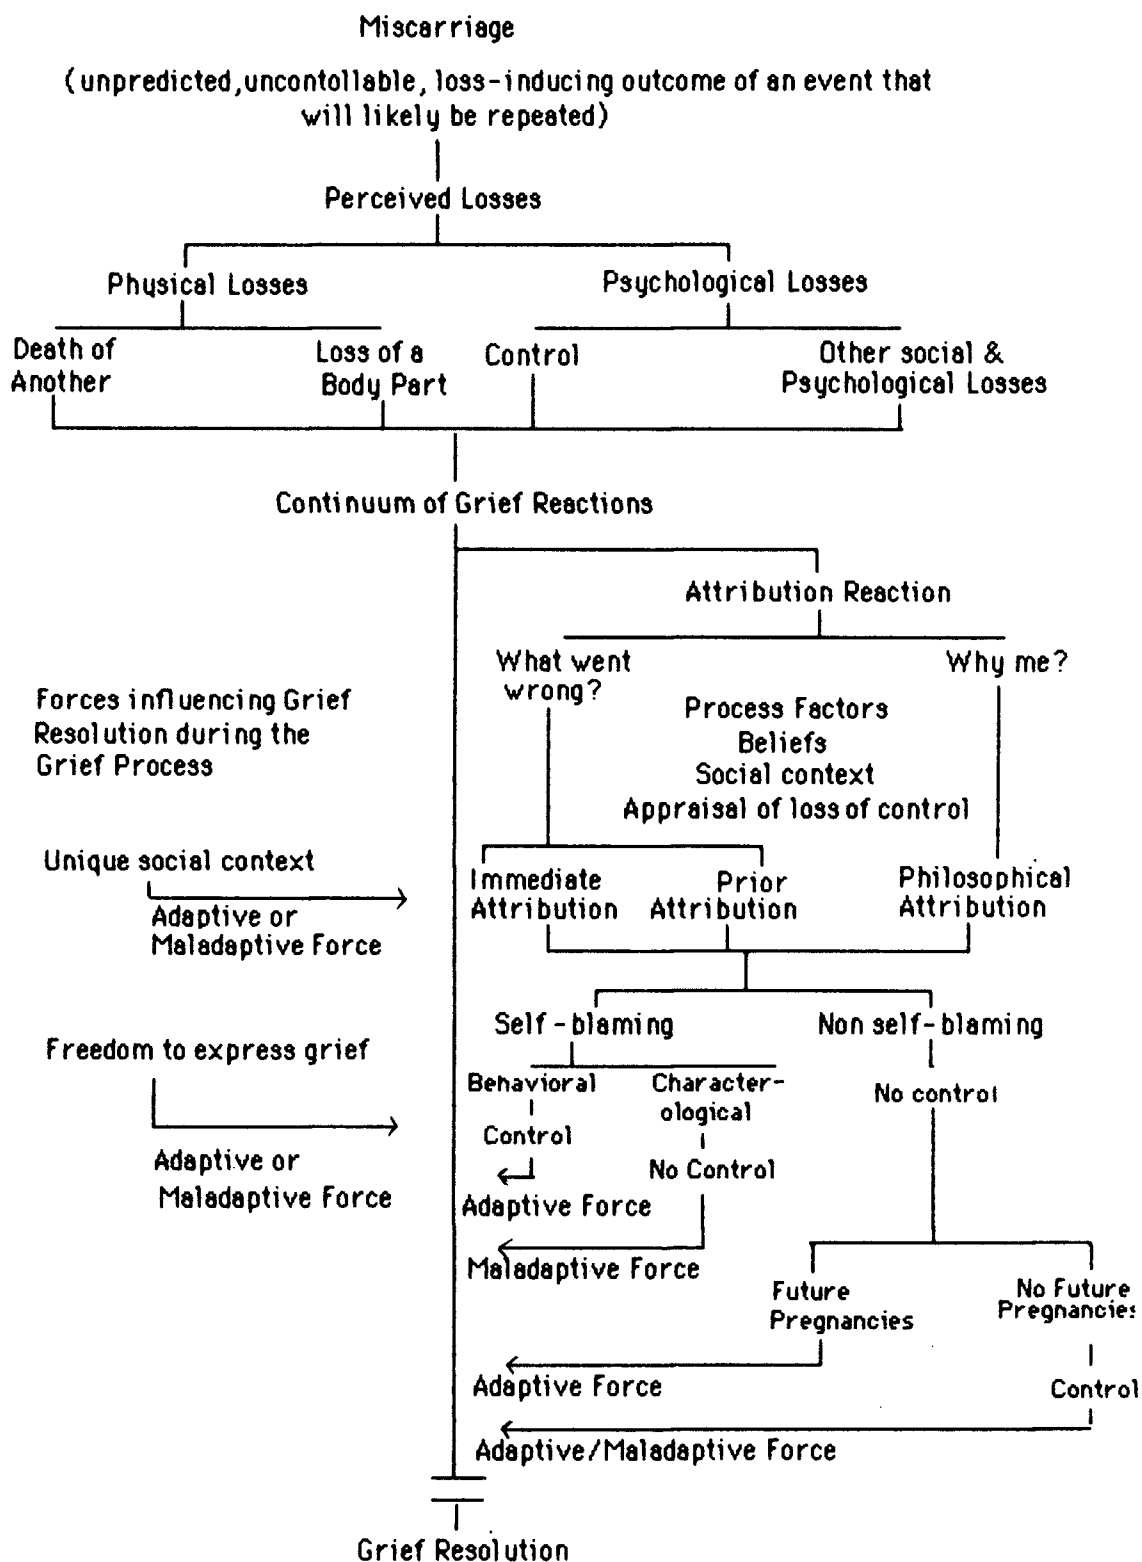 Miscarriage
(unpredicted,uncontollable, loss-inducing outcome of an event that
will likely be repeated)
Perceived Losses
Physical Losses
Psychological Losses
Death of
Another
Loss of a
Body Part
Control
Other social &
Psychological Losses
Continuum of Grief Reactions
Attribution Reaction
What went
wrong?
Why me?
Process Factors
Beliefs
Social context
Appraisal of loss of control
Forces influencing Grief
Resolution during the
Grief Process
Unique social context
Adaptive or
Maladaptive Force
Immediate
Attribution
Prior
Attribution
Philosophical
Attribution
Self-blaming
Non self-blaming
Freedom to express grief
Adaptive or
Maladaptive Force
Behavioral
Control
Adaptive Force
Character-
ological
No Control
Maladaptive Force
No control
Future
Pregnancies
No Future
Pregnancies
Adaptive Force
Control
Adaptive/Maladaptive Force
Grief Resolution